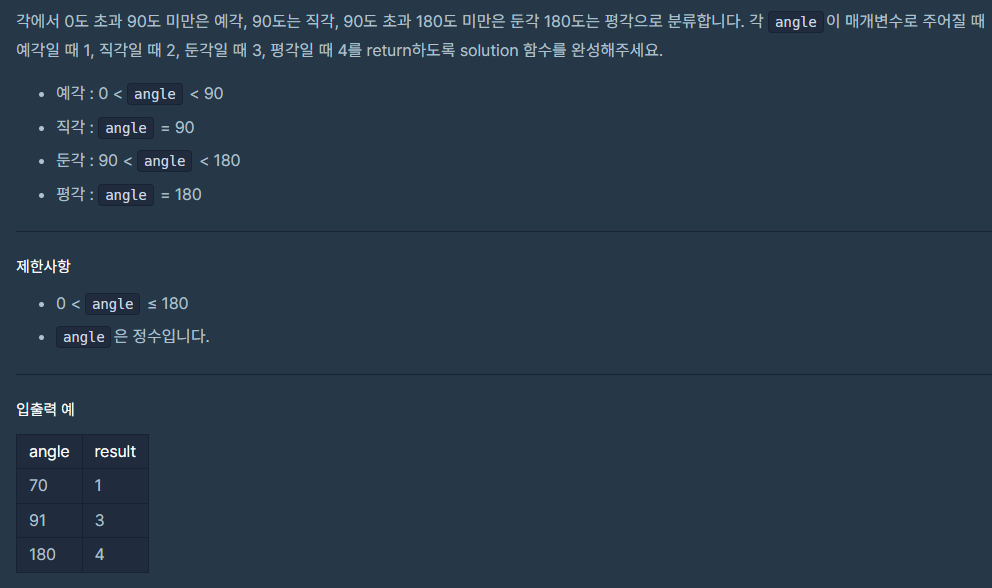 각에서 0도 초과 90도 미만은 예각, 90도는 직각, 90도 초과 180도 미만은 둔각 180도는 평각으로 분류합니다. 각 angle 이 매개변수로 주어질 때
예각일 때 1, 직각일 때 2, 둔각일 때 3, 평각일 때 4를 return하도록 solution 함수를 완성해주세요.
• 예각 : 0 < angle < 90
• 직각 : angle = 90
• 둔각 : 90 < angle < 180
• 평각 : angle = 180
제한사항
• 0 < angle ≤ 180
• angle 은 정수입니다.
입출력 예
angle result
70 1
91 3
180 4